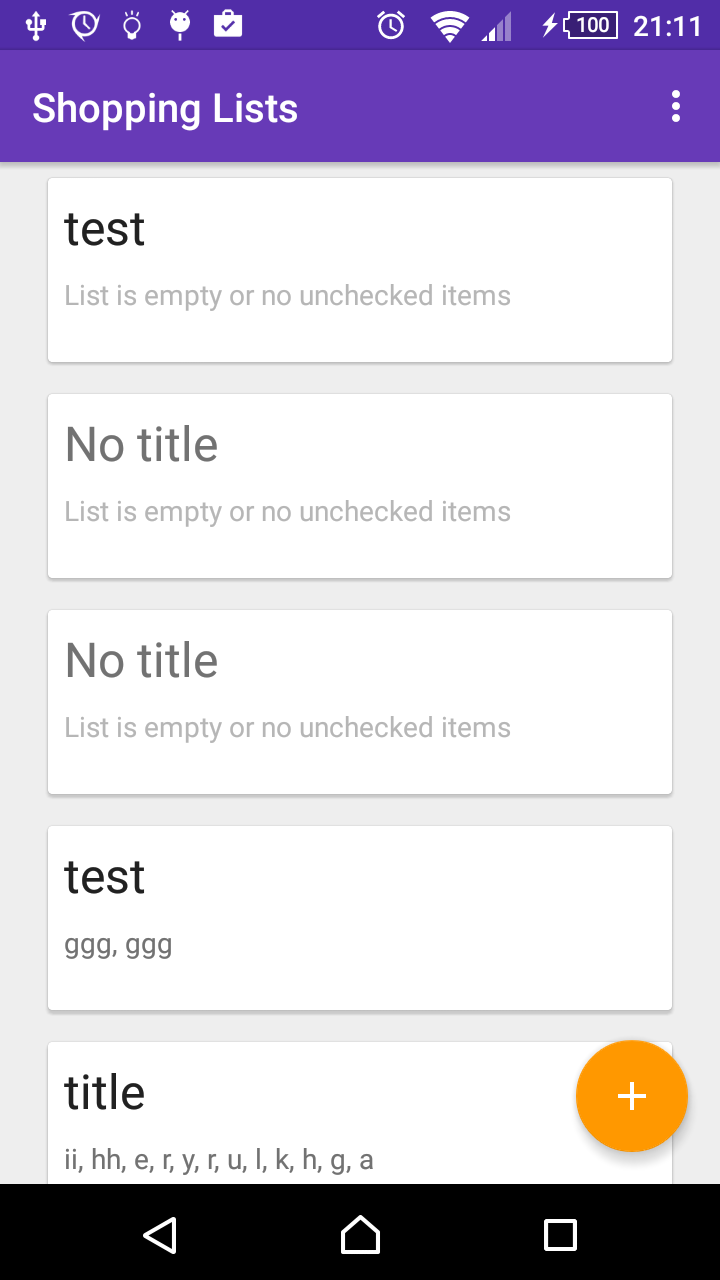 100 21:11
Shopping Lists
test
List is empty or no unchecked items
No title
List is empty or no unchecked items
No title
List is empty or no unchecked items
test
ggg, ggg
title
ii, hh, e, r, y, r, u, l, k, h, g, a